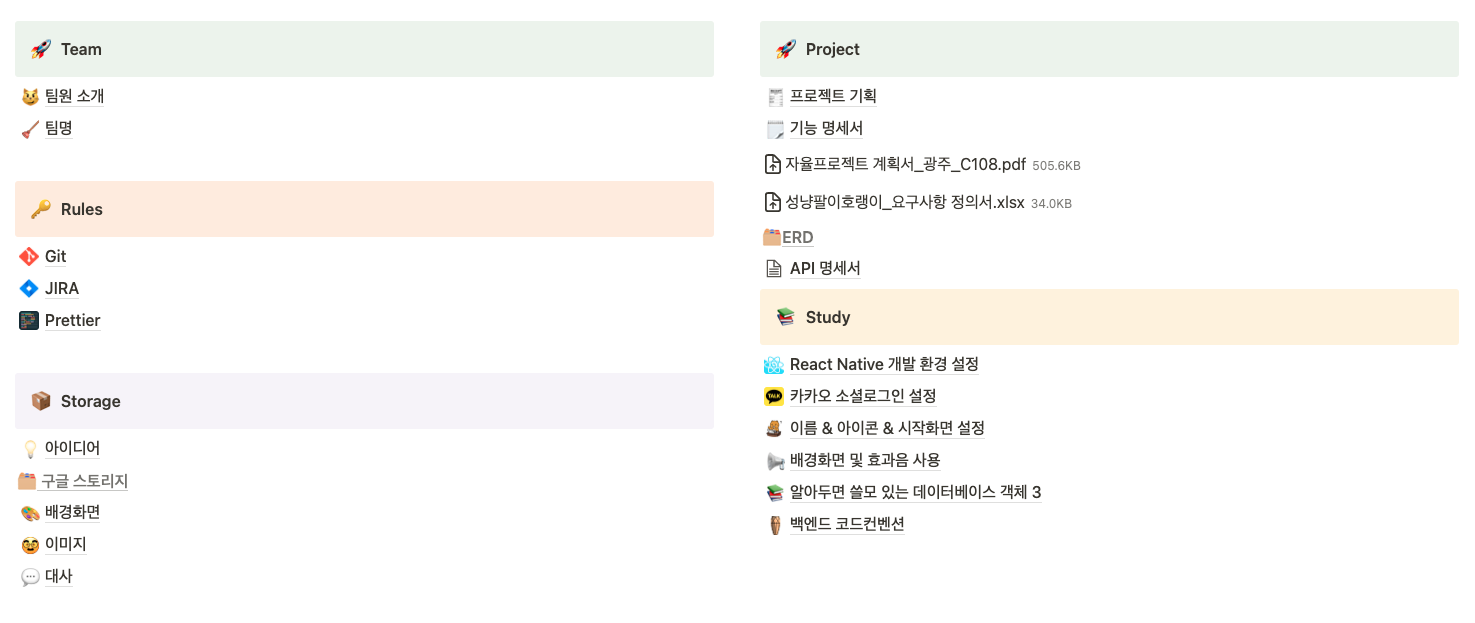 Team
팀원 소개
팀명
Rules
Git
JIRA
Prettier
Storage
아이디어
구글 스토리지
배경화면
이미지
대사
Project
프로젝트 기획
기능 명세서
자율프로젝트 계획서_광주_C108.pdf 505.6KB
성냥팔이호랭이_요구사항 정의서.xlsx 34.0KB
ERD
API 명세서
Study
React Native 개발 환경 설정
TALK 카카오 소셜로그인 설정
이름 & 아이콘 & 시작화면 설정
배경화면 및 효과음 사용
알아두면 쓸모 있는 데이터베이스 객체 3
백엔드 코드컨벤션